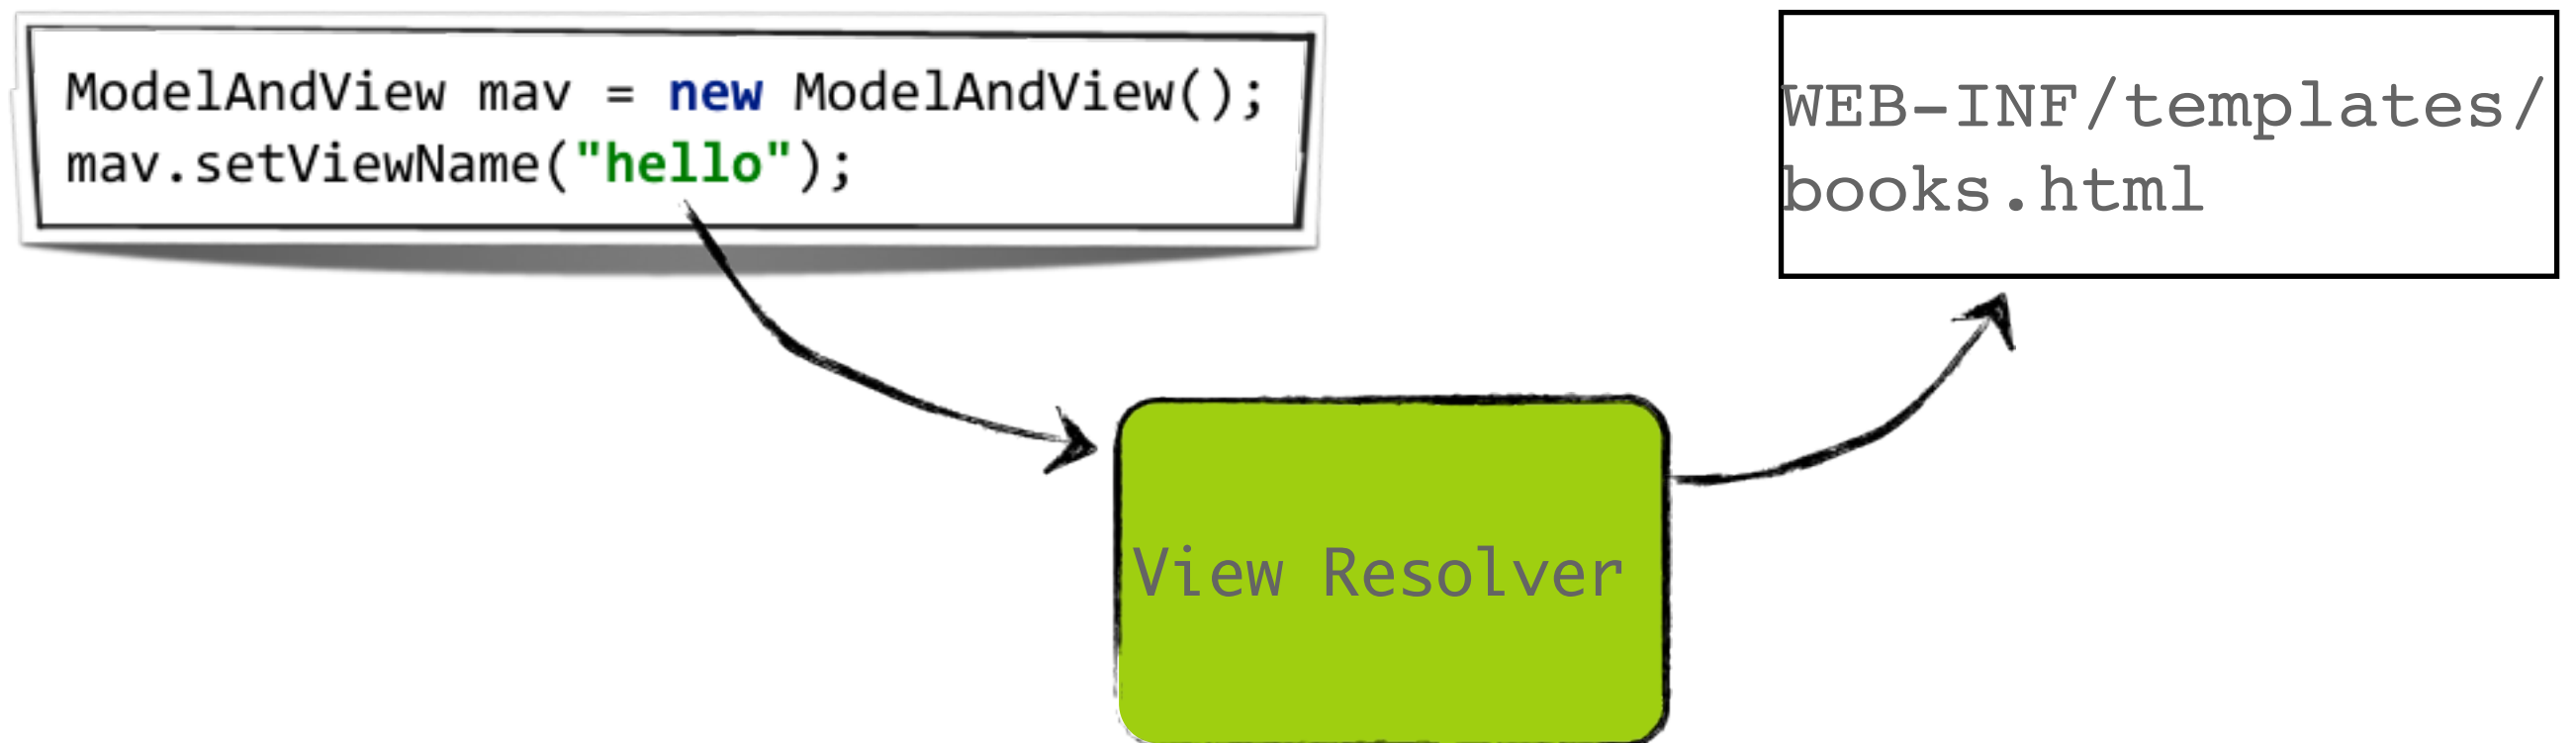 ModelAndView mav = new ModelAndView();
mav.setViewName("hello");
WEB-INF/templates/
books.html
View Resolver